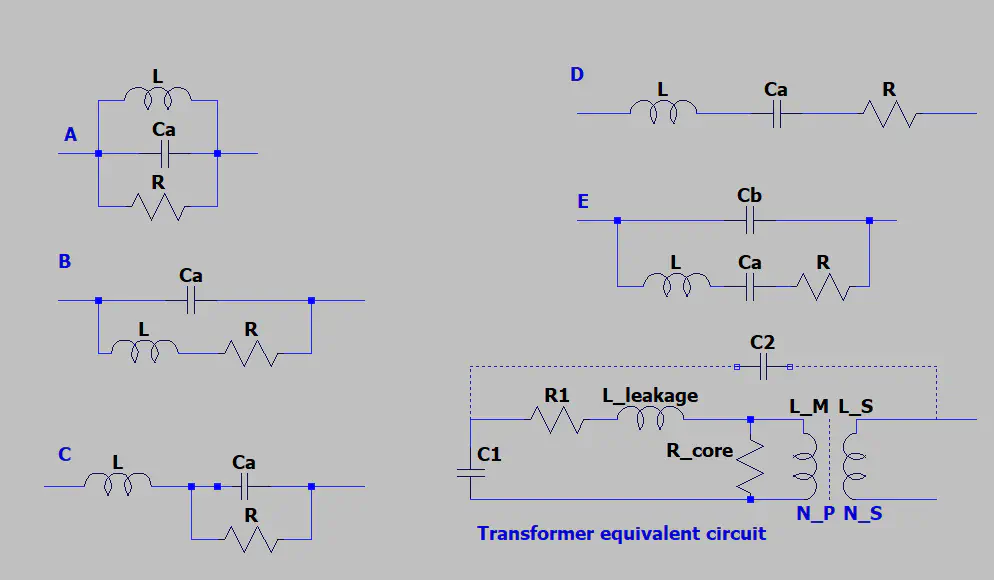 L
A
Ca
R
B
Ca
L
R
C
L
Ca
R
D
L
Ca
R
E
Cb
L
Ca
R
C2
R1
L_leakage
L_M
L_S
C1
R_core
N_P
N_S
Transformer equivalent circuit